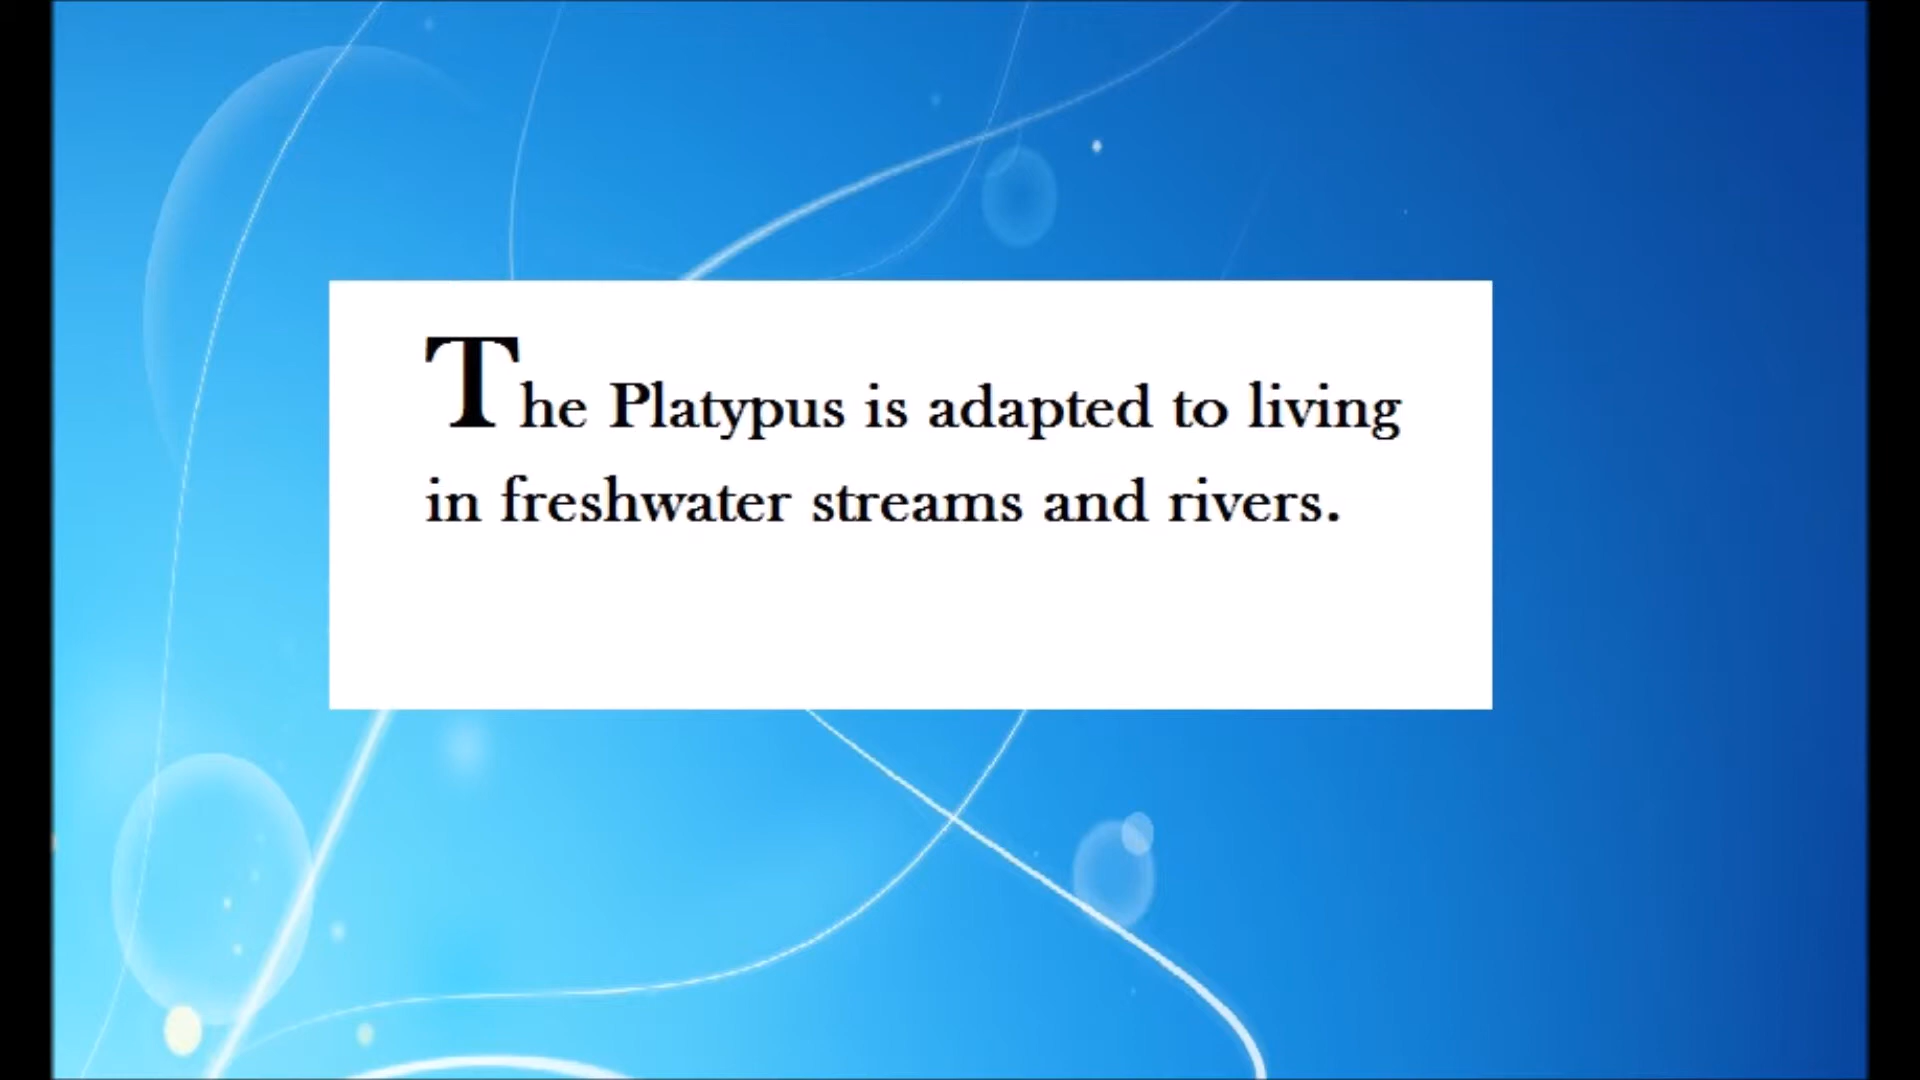 The Platypus is adapted to living
in freshwater streams and rivers.